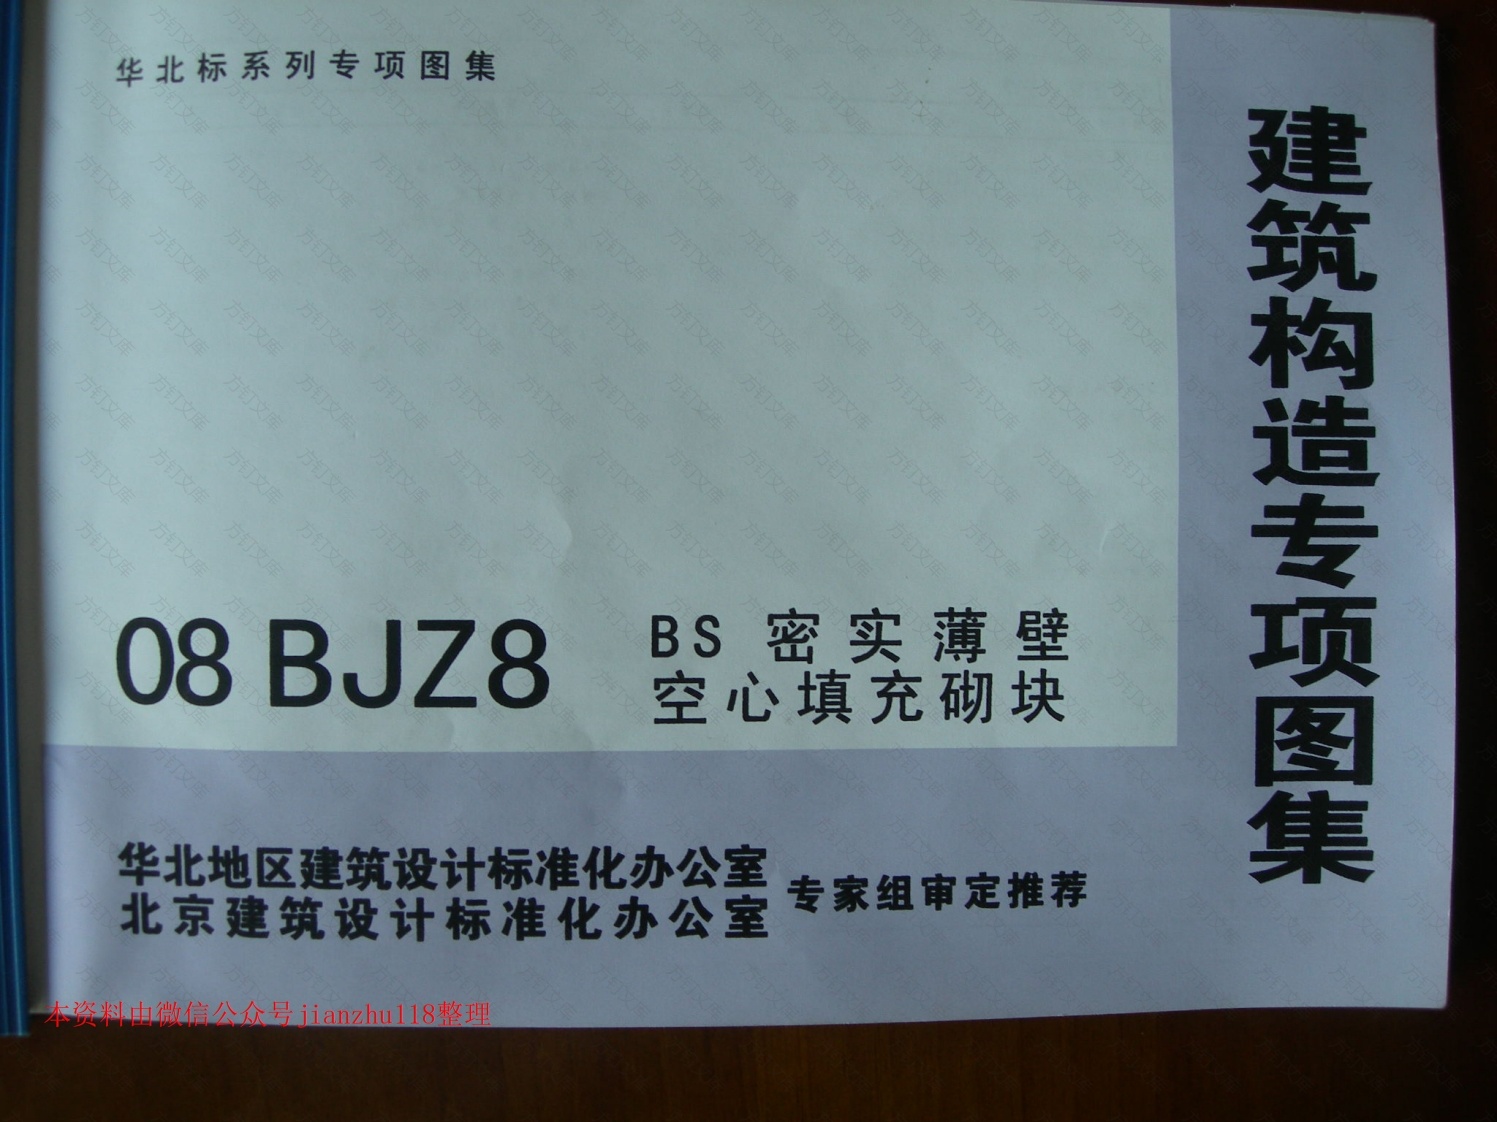 华北标系列专项图集
建筑构造专项图集
08 BJZ8
BS 密实薄壁
空心填充砌块
华北地区建筑设计标准化办公室
北京建筑设计标准化办公室
专家组审定推荐
本资料由微信公众号jianzhu118整理
方钉文库